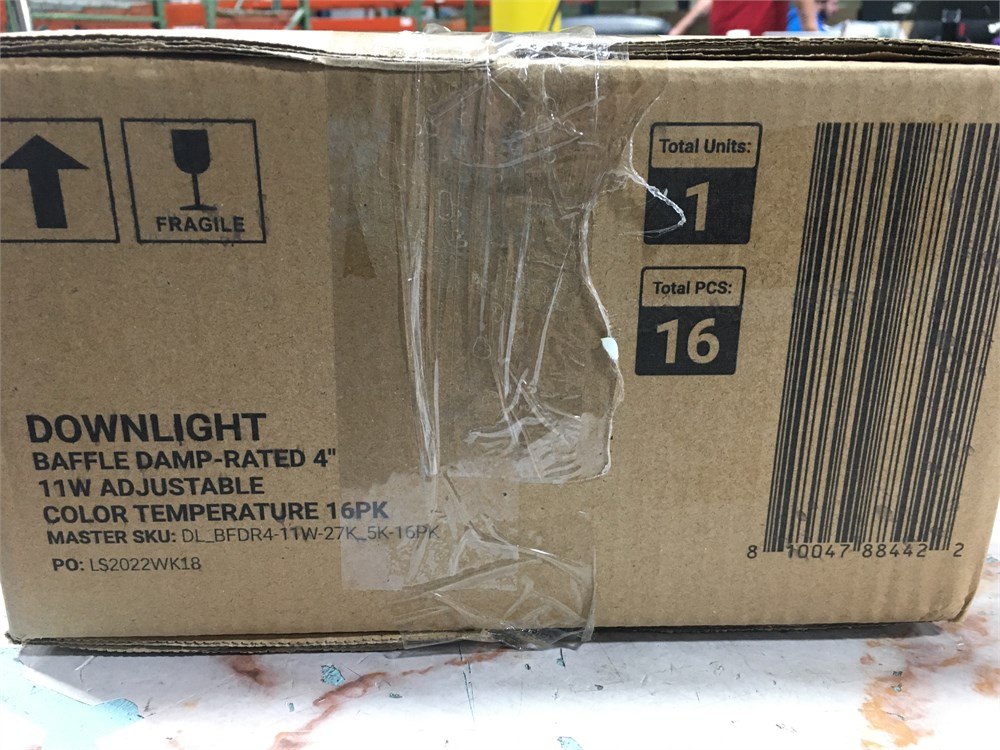 FRAGILE
Total Units:
1
Total PCS:
16
DOWNLIGHT
BAFFLE DAMP-RATED 4"
11W ADJUSTABLE
COLOR TEMPERATURE 16PK
MASTER SKU: DL_BFDR4-11W-27K_5K-16PK
PO: LS2022WK18
8 10047 88442 2